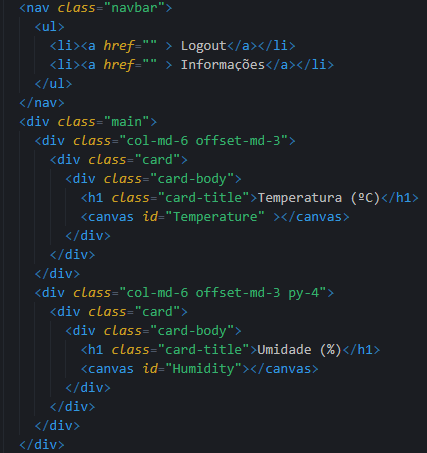 <nav class="navbar">
<ul>
<li><a href="" > Logout</a></li>
<li><a href="" > Informações</a></li>
</ul>
</nav>
<div class="main">
<div class="col-md-6 offset-md-3">
<div class="card">
<div class="card-body">
<h1 class="card-title">Temperatura (ºC)</h1>
<canvas id="Temperature" ></canvas>
</div>
</div>
</div>
<div class="col-md-6 offset-md-3 py-4">
<div class="card">
<div class="card-body">
<h1 class="card-title">Umidade (%)</h1>
<canvas id="Humidity"></canvas>
</div>
</div>
</div>
</div>